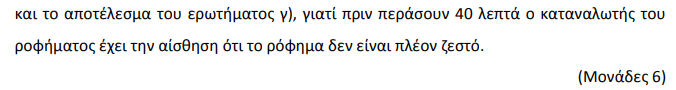 και το αποτέλεσμα του ερωτήματος γ), γιατί πριν περάσουν 40 λεπτά ο καταναλωτής του
ροφήματος έχει την αίσθηση ότι το ρόφημα δεν είναι πλέον ζεστό.
(Μονάδες 6)